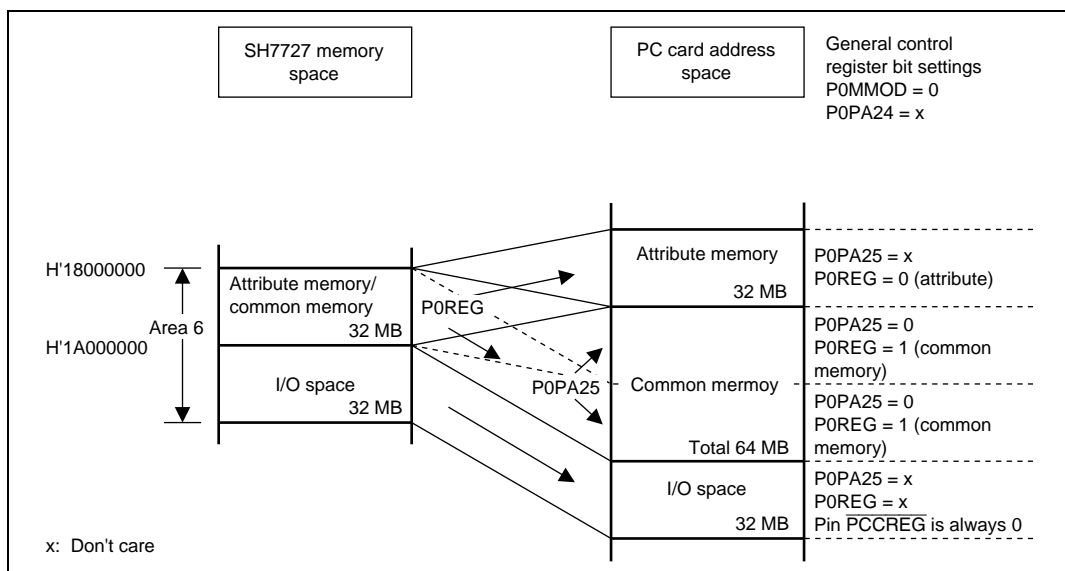 SH7727 memory
space
PC card address
space
General control
register bit settings
P0MMOD = 0
P0PA24 = x
H'18000000
Area 6
H'1A000000
Attribute memory/
common memory
32 MB
I/O space
32 MB
P0REG
P0PA25
Attribute memory
32 MB
Common mermoy
Total 64 MB
I/O space
32 MB
P0PA25 = x
P0REG = 0 (attribute)
P0PA25 = 0
P0REG = 1 (common
memory)
P0PA25 = 0
P0REG = 1 (common
memory)
P0PA25 = x
P0REG = x
Pin PCCREG is always 0
x: Don't care